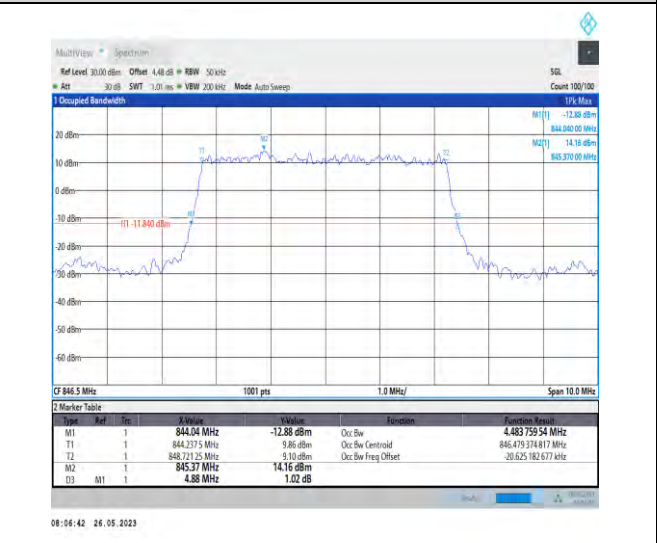 MultiView Spectrum
Ref Level 30.00 dBm Offset 4.48 dB RBW 50 kHz SGL
Att 30 dB SWT 1.01 ms VBW 200 kHz Mode Auto Sweep Count 100/100
1 Occupied Bandwidth 1Pk Max
M1[1] -12.88 dBm
844.040 00 MHz
M2[1] 14.16 dBm
845.370 00 MHz
20 dBm
M2
T1 T2
10 dBm
0 dBm
-10 dBm
M1
H1 -11.840 dBm
-20 dBm
-30 dBm
-40 dBm
-50 dBm
-60 dBm
CF 846.5 MHz 1001 pts 1.0 MHz/ Span 10.0 MHz
2 Marker Table
Type Ref Trc X-Value Y-Value Function Function Result
M1 1 844.04 MHz -12.88 dBm Occ Bw 4.483 759 54 MHz
T1 1 844.237 5 MHz 9.86 dBm Occ Bw Centroid 846.479 374 817 MHz
T2 1 848.721 25 MHz 9.10 dBm Occ Bw Freq Offset -20.625 182 677 kHz
M2 1 845.37 MHz 14.16 dBm
D3 M1 1 4.88 MHz 1.02 dB
08:06:42 26.05.2023